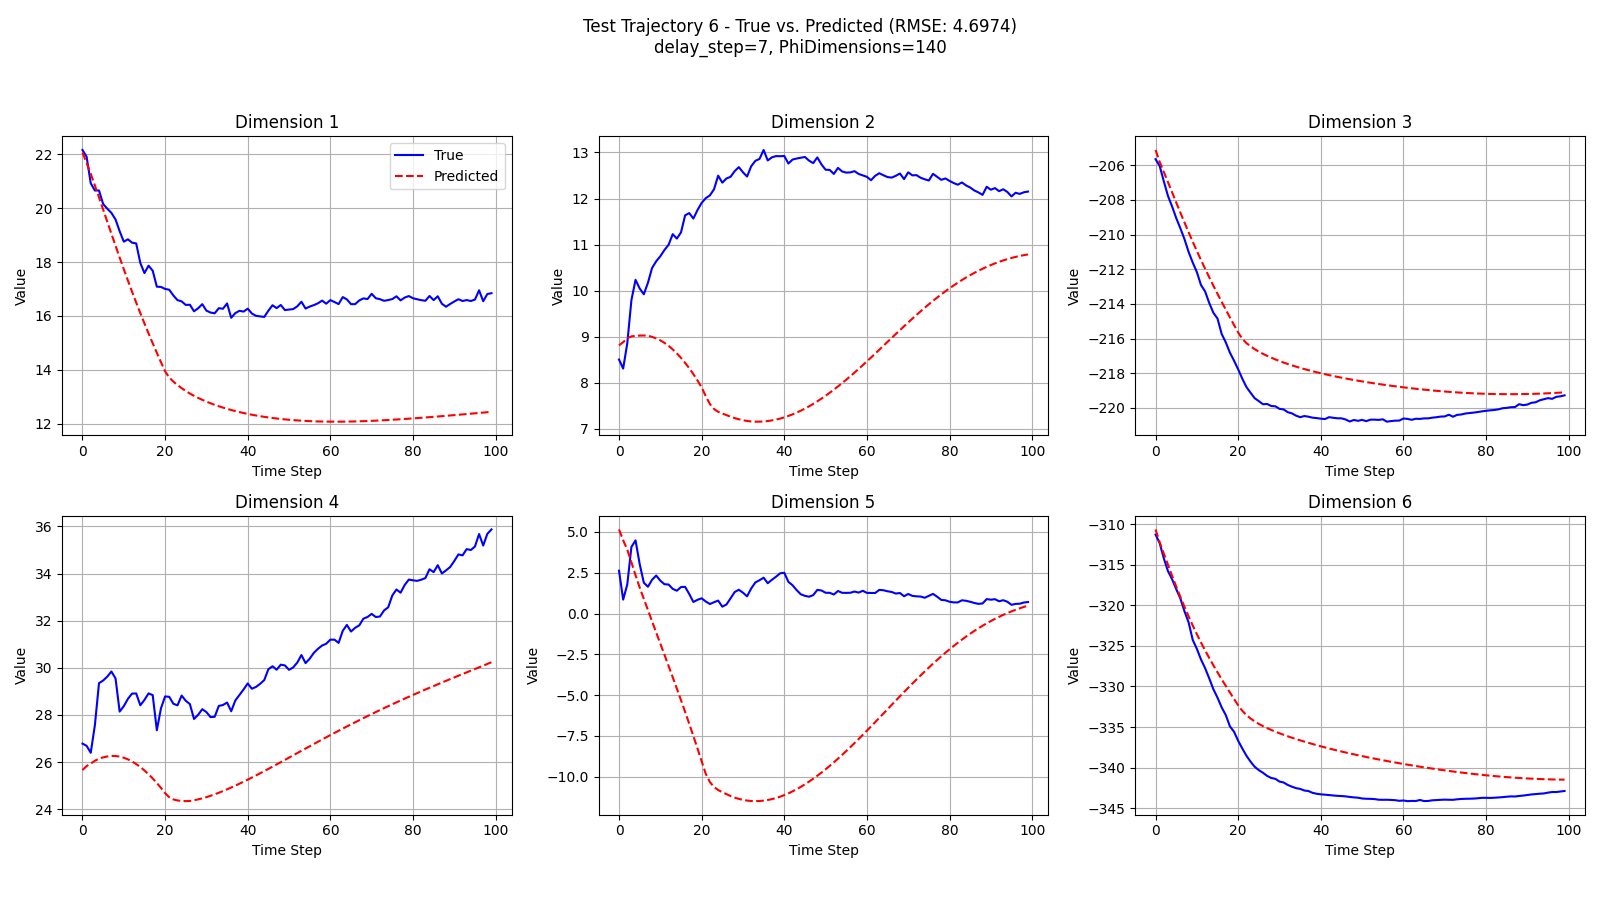 Test Trajectory 6 - True vs. Predicted (RMSE: 4.6974)
delay_step=7, PhiDimensions=140
Dimension 1
22
20
18
16
14
12
0 20 40 60 80 100
Value
Time Step
True
Predicted
Dimension 2
13
12
11
10
9
8
7
0 20 40 60 80 100
Value
Time Step
Dimension 3
−206
−208
−210
−212
−214
−216
−218
−220
0 20 40 60 80 100
Value
Time Step
Dimension 4
36
34
32
30
28
26
24
0 20 40 60 80 100
Value
Time Step
Dimension 5
5.0
2.5
0.0
−2.5
−5.0
−7.5
−10.0
0 20 40 60 80 100
Value
Time Step
Dimension 6
−310
−315
−320
−325
−330
−335
−340
−345
0 20 40 60 80 100
Value
Time Step